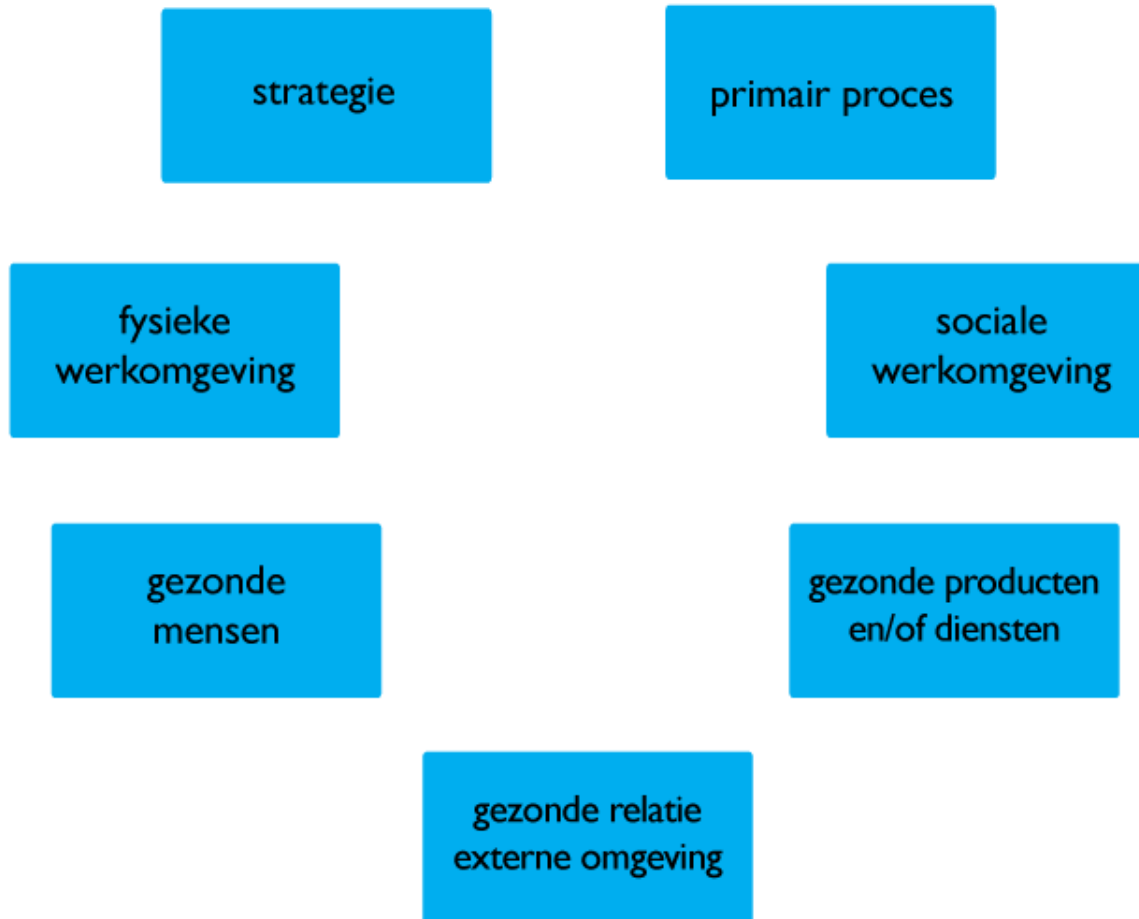 strategie
primair proces
fysieke
werkomgeving
sociale
werkomgeving
gezonde
mensen
gezonde producten
en/of diensten
gezonde relatie
externe omgeving